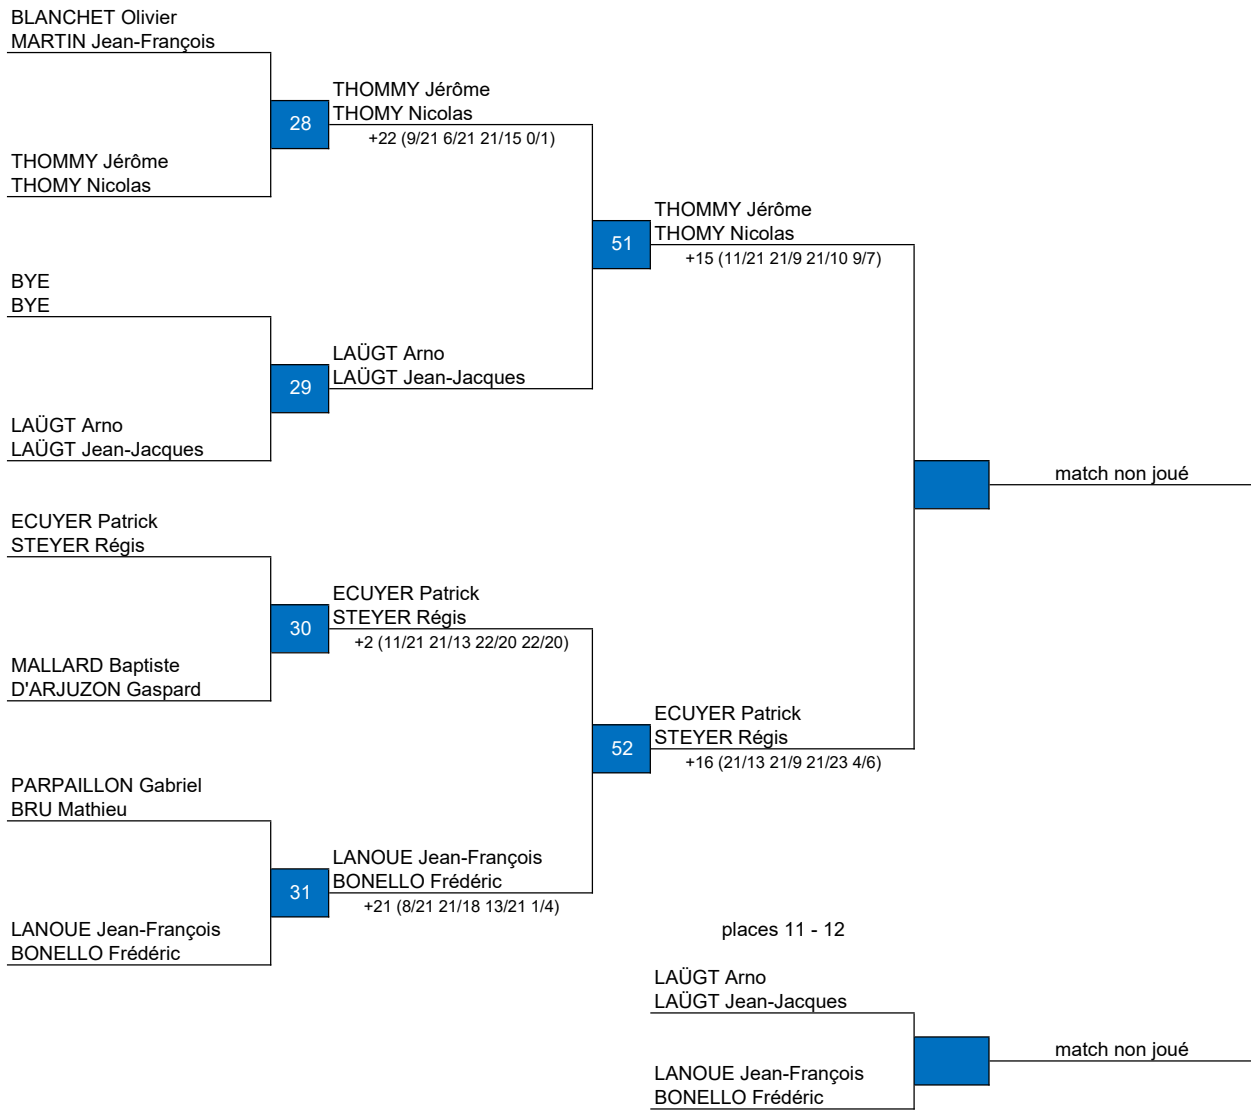 BLANCHET Olivier
MARTIN Jean-François
28
THOMMY Jérôme
THOMY Nicolas
+22 (9/21 6/21 21/15 0/1)
THOMMY Jérôme
THOMY Nicolas
51
THOMMY Jérôme
THOMY Nicolas
+15 (11/21 21/9 21/10 9/7)
BYE
BYE
29
LAÜGT Arno
LAÜGT Jean-Jacques
LAÜGT Arno
LAÜGT Jean-Jacques
match non joué
ECUYER Patrick
STEYER Régis
30
ECUYER Patrick
STEYER Régis
+2 (11/21 21/13 22/20 22/20)
MALLARD Baptiste
D'ARJUZON Gaspard
52
ECUYER Patrick
STEYER Régis
+16 (21/13 21/9 21/23 4/6)
PARPAILLON Gabriel
BRU Mathieu
31
LANOUE Jean-François
BONELLO Frédéric
+21 (8/21 21/18 13/21 1/4)
LANOUE Jean-François
BONELLO Frédéric
places 11 - 12
LAÜGT Arno
LAÜGT Jean-Jacques
match non joué
LANOUE Jean-François
BONELLO Frédéric